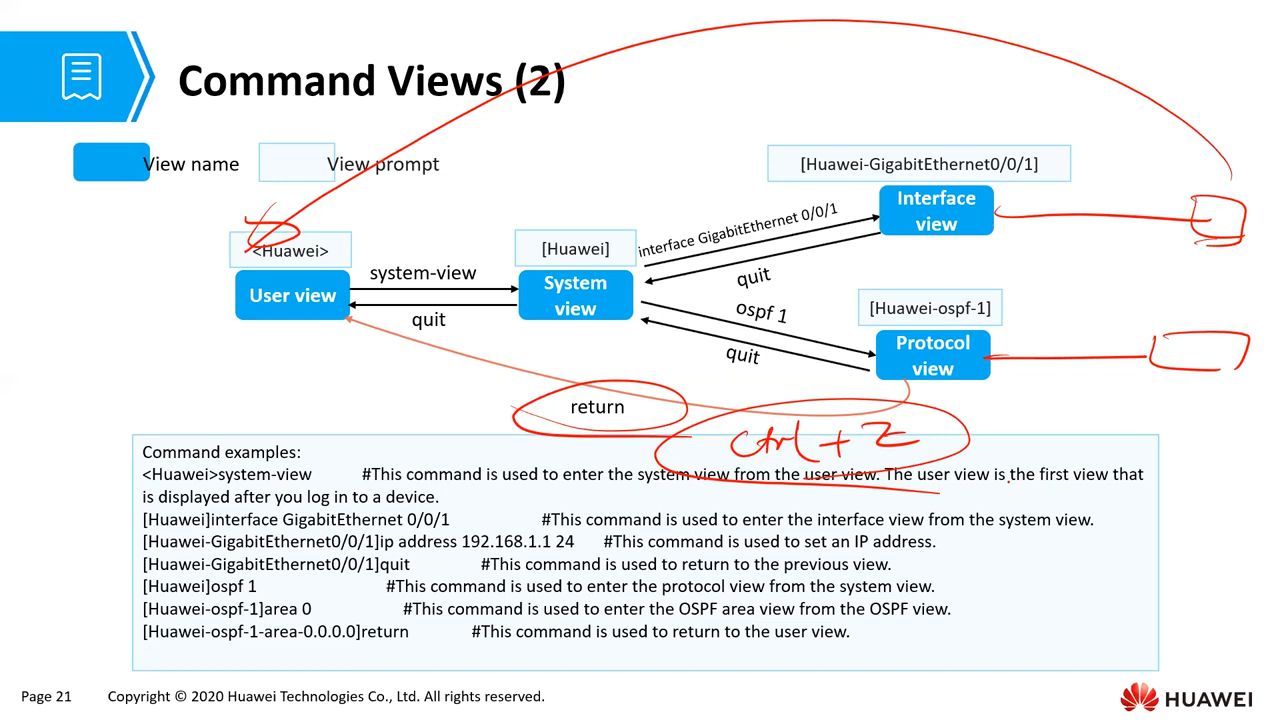 Command Views (2)
View name
View prompt
[Huawei-GigabitEthernet0/0/1]
Interface view
<Huawei>
User view
system-view
quit
[Huawei]
System view
interface GigabitEthernet 0/0/1
quit
ospf 1
quit
[Huawei-ospf-1]
Protocol view
return
ctrl + Z
Command examples:
<Huawei>system-view #This command is used to enter the system view from the user view. The user view is the first view that
is displayed after you log in to a device.
[Huawei]interface GigabitEthernet 0/0/1 #This command is used to enter the interface view from the system view.
[Huawei-GigabitEthernet0/0/1]ip address 192.168.1.1 24 #This command is used to set an IP address.
[Huawei-GigabitEthernet0/0/1]quit #This command is used to return to the previous view.
[Huawei]ospf 1 #This command is used to enter the protocol view from the system view.
[Huawei-ospf-1]area 0 #This command is used to enter the OSPF area view from the OSPF view.
[Huawei-ospf-1-area-0.0.0.0]return #This command is used to return to the user view.
Page 21
Copyright © 2020 Huawei Technologies Co., Ltd. All rights reserved.
HUAWEI